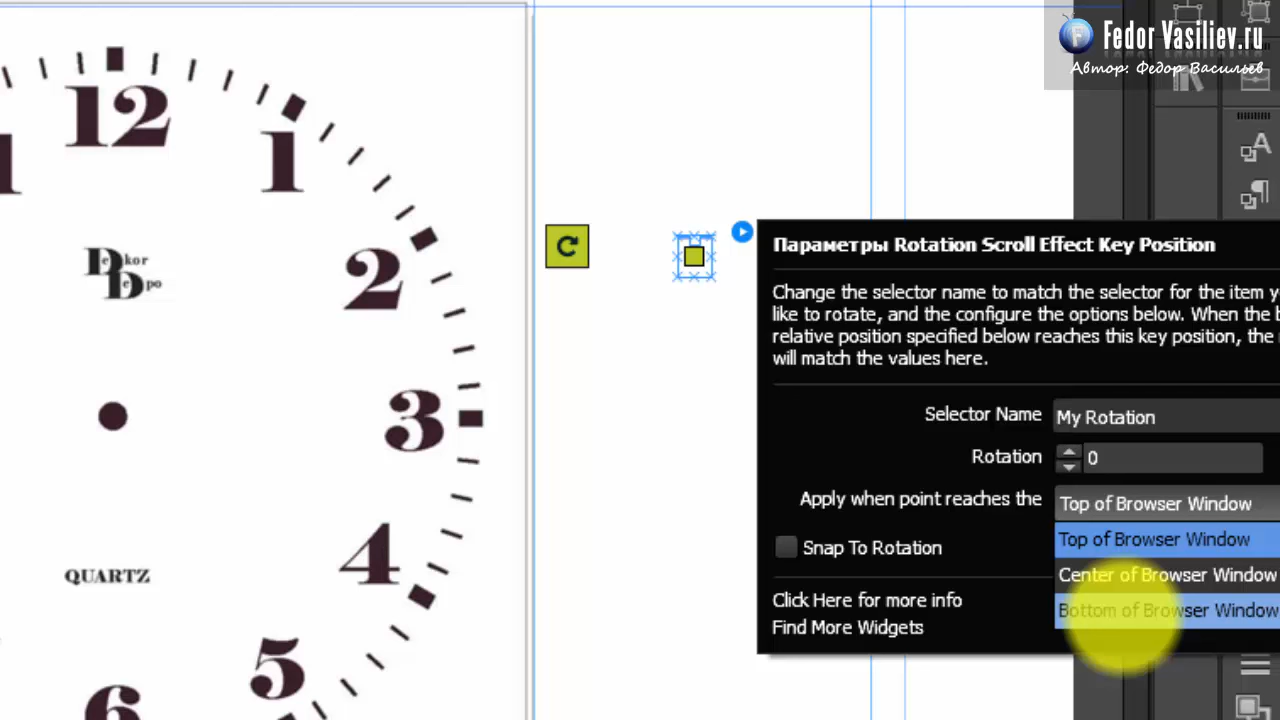 Fedor Vasiliev.ru
Автор: Федор Васильев
12
1
2
3
4
5
6
Dekor
Depo
QUARTZ
Параметры Rotation Scroll Effect Key Position
Change the selector name to match the selector for the item
like to rotate, and the configure the options below. When the
relative position specified below reaches this key position, the
will match the values here.
Selector Name My Rotation
Rotation 0
Apply when point reaches the Top of Browser Window
Top of Browser Window
Center of Browser Window
Bottom of Browser Window
Snap To Rotation
Click Here for more info
Find More Widgets